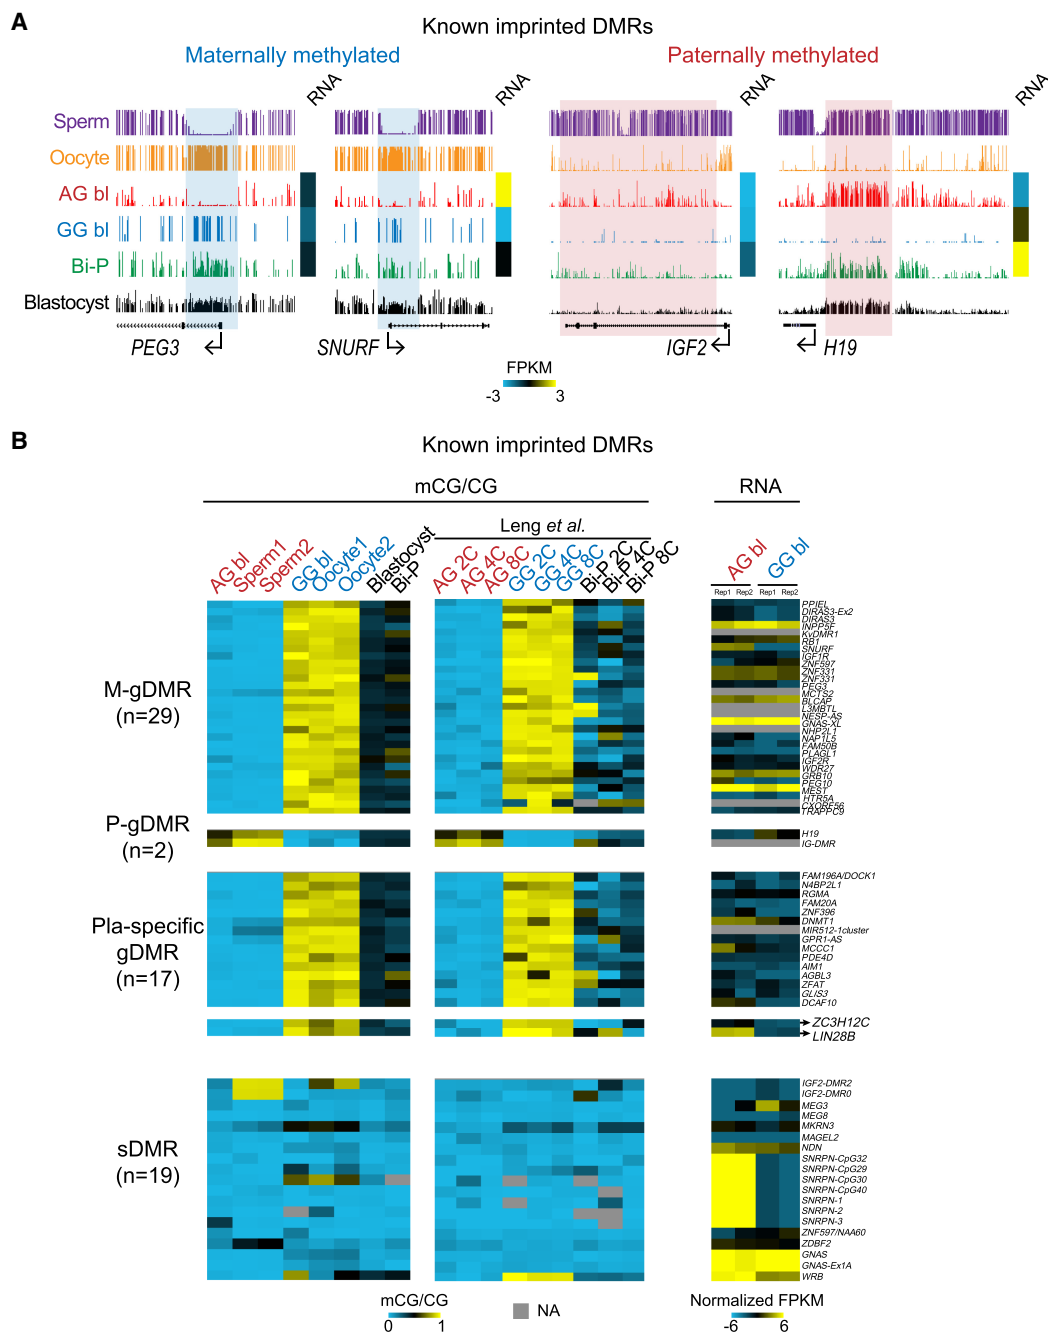 A
Known imprinted DMRs
Maternally methylated
Paternally methylated
RNA
RNA
RNA
RNA
Sperm
Oocyte
AG bl
GG bl
Bi-P
Blastocyst
PEG3
SNURF
IGF2
H19
FPKM
-3
3
B
Known imprinted DMRs
mCG/CG
RNA
Leng et al.
AG bl
Sperm1
Sperm2
GG bl
Oocyte1
Oocyte2
Blastocyst
Bi-P
AG 2C
AG 4C
AG 8C
GG 2C
GG 4C
GG 8C
Bi-P 2C
Bi-P 4C
Bi-P 8C
AG bl
GG bl
Rep1 Rep2 Rep1 Rep2
M-gDMR
(n=29)
PPIEL
DIRAS3-Ex2
DIRAS3
INPP5F
KvDMR1
RB1
SNURF
IGF1R
ZNF597
ZNF331
ZNF331
PEG3
MCTS2
BLCAP
L3MBTL
NESP-AS
GNAS-XL
NHP2L1
NAP1L5
FAM50B
PLAGL1
IGF2R
WDR27
GRB10
PEG10
MEST
HTR5A
CXORF56
TRAPPC9
P-gDMR
(n=2)
H19
IG-DMR
Pla-specific
gDMR
(n=17)
FAM196A/DOCK1
N4BP2L1
RGMA
FAM20A
ZNF396
DNMT1
MIR512-1cluster
GPR1-AS
MCCC1
PDE4D
AIM1
AGBL3
ZFAT
GLIS3
DCAF10
ZC3H12C
LIN28B
sDMR
(n=19)
IGF2-DMR2
IGF2-DMR0
MEG3
MEG8
MKRN3
MAGEL2
NDN
SNRPN-CpG32
SNRPN-CpG29
SNRPN-CpG30
SNRPN-CpG40
SNRPN-1
SNRPN-2
SNRPN-3
ZNF597/NAA60
ZDBF2
GNAS
GNAS-Ex1A
WRB
mCG/CG
0
1
NA
Normalized FPKM
-6
6